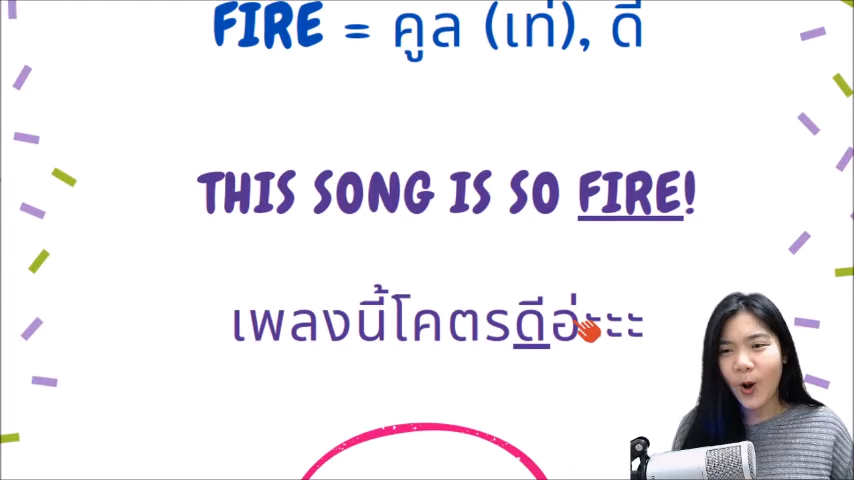 FIRE = คูล (เท่), ดี
THIS SONG IS SO FIRE!
เพลงนี้โคตรดีอ่ะะะะ